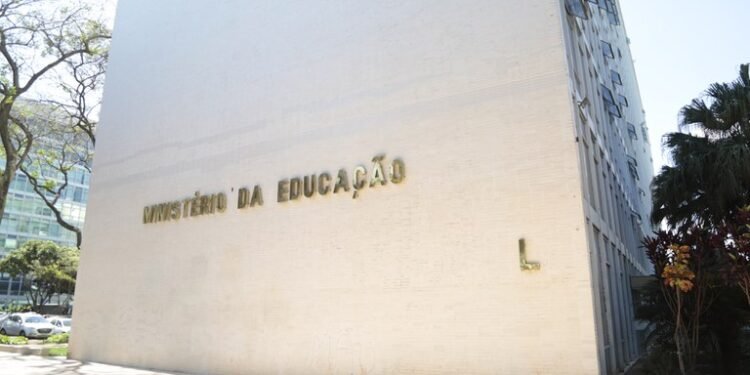 MINISTÉRIO DA EDUCAÇÃO
L